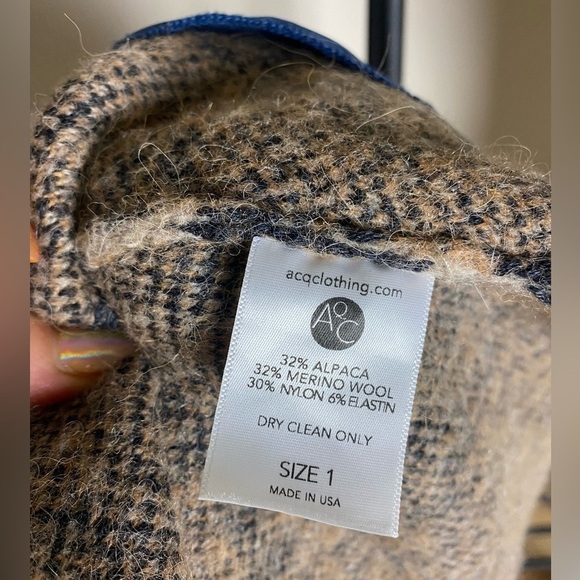 acqclothing.com
AQC
32% ALPACA
32% MERINO WOOL
30% NYLON 6% ELASTIN
DRY CLEAN ONLY
SIZE 1
MADE IN USA